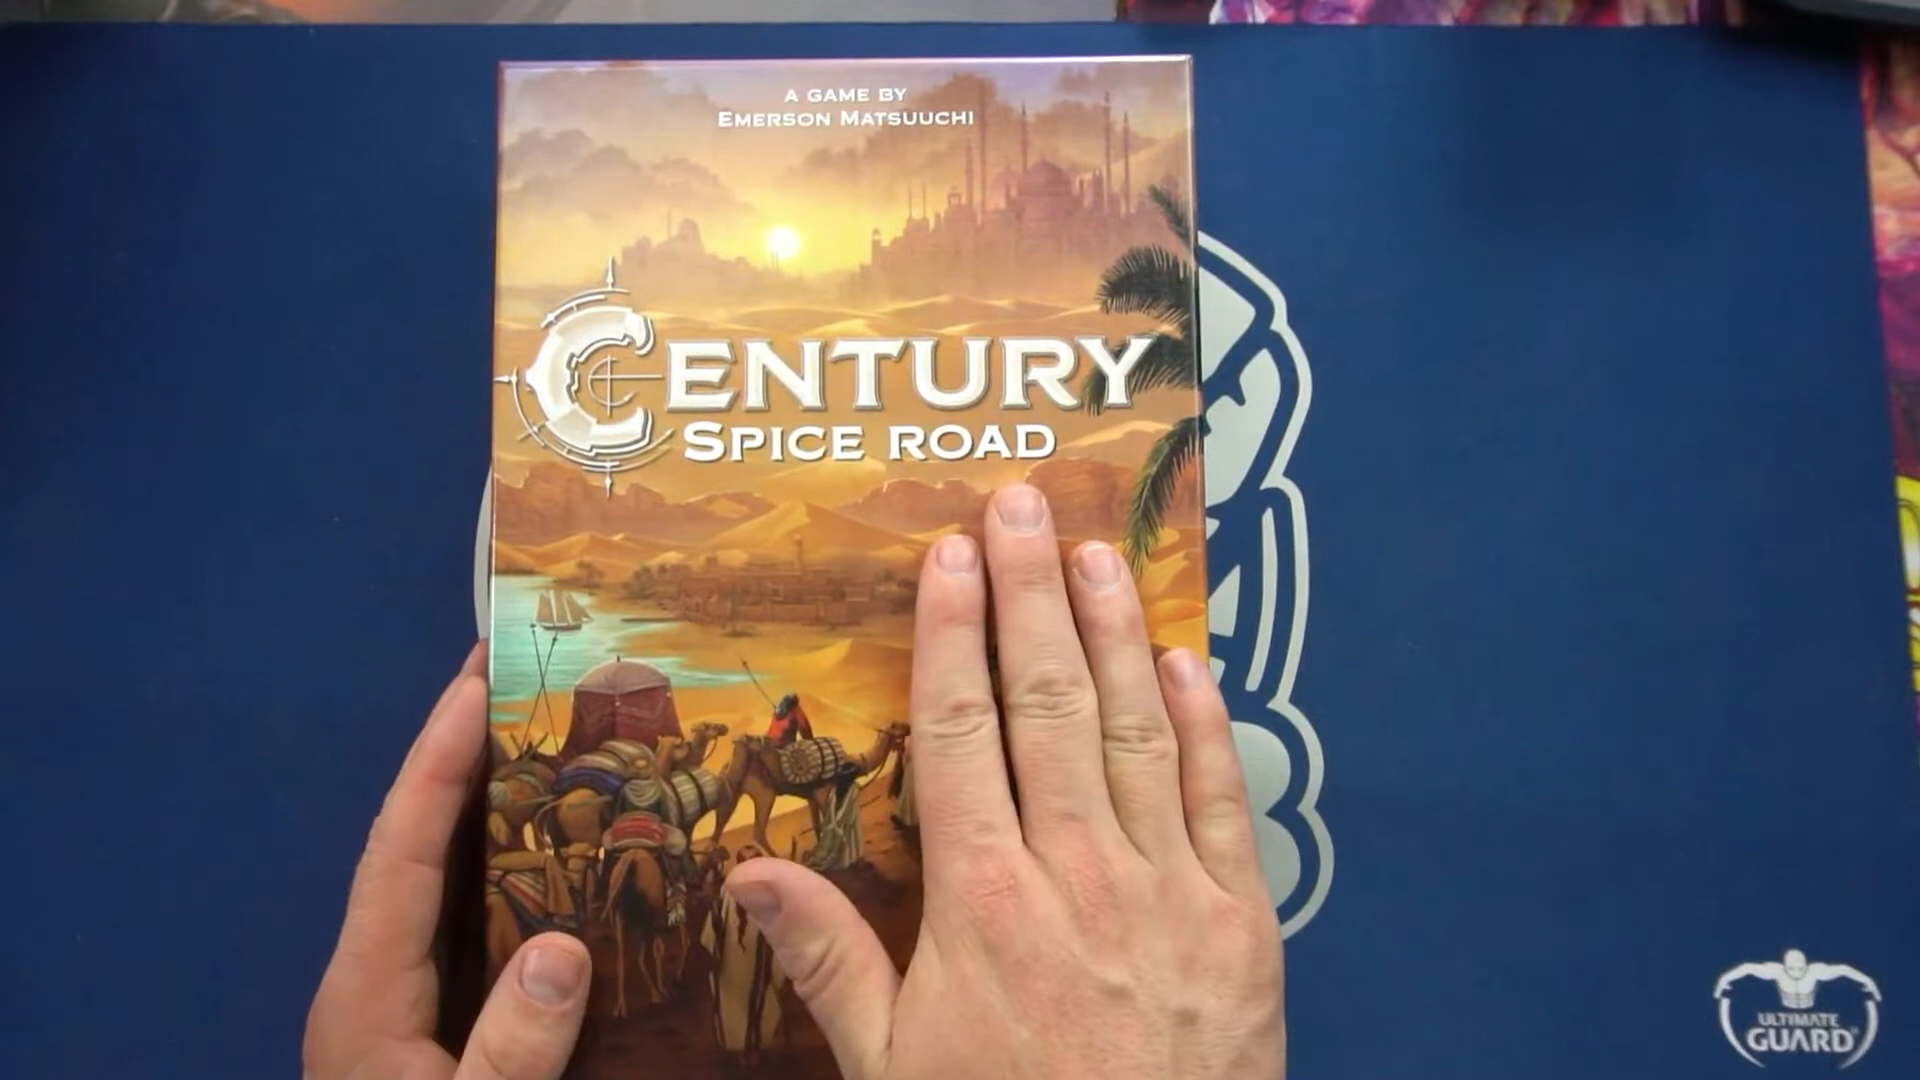 A GAME BY
EMERSON MATSUUCHI
CENTURY
SPICE ROAD
ULTIMATE
GUARD